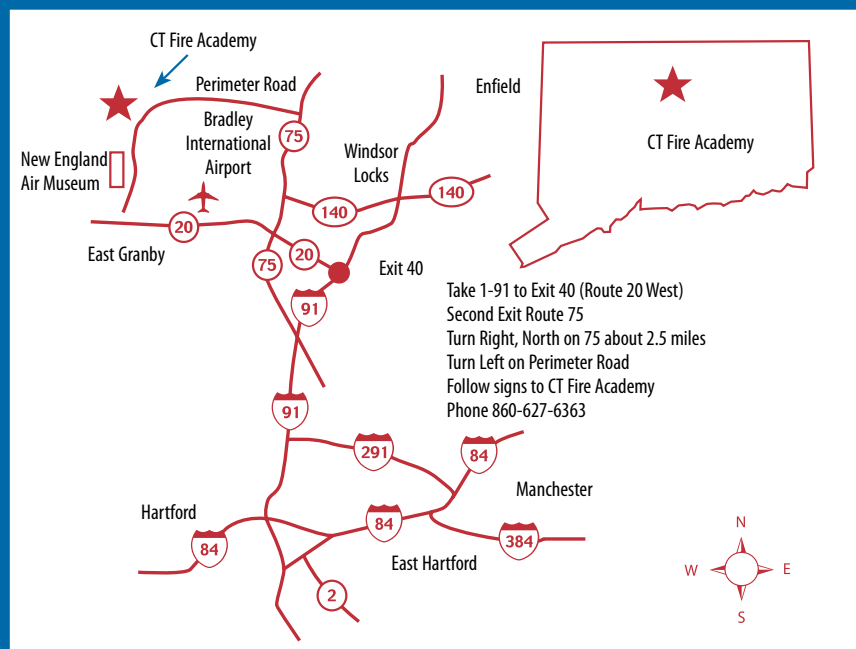 CT Fire Academy
Perimeter Road
Enfield
75
Bradley
International
Airport
New England
Air Museum
Windsor
Locks
CT Fire Academy
140
140
20
East Granby
20
75
Exit 40
91
Take 1-91 to Exit 40 (Route 20 West)
Second Exit Route 75
Turn Right, North on 75 about 2.5 miles
Turn Left on Perimeter Road
Follow signs to CT Fire Academy
Phone 860-627-6363
91
291
84
Manchester
Hartford
84
84
384
East Hartford
2
N
W
E
S